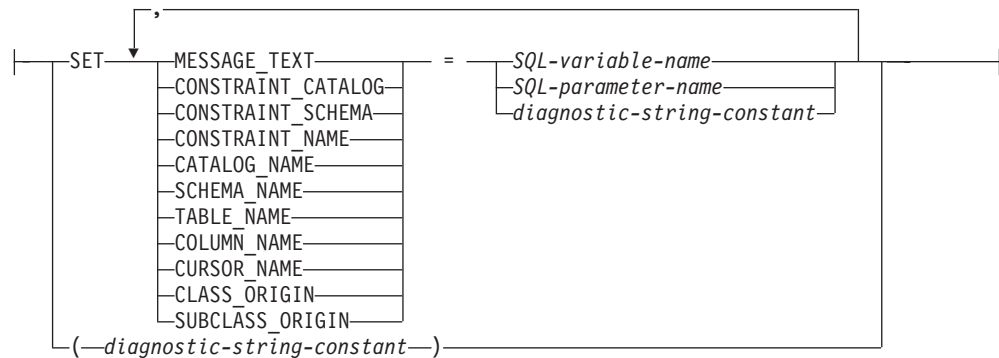 ,
SET MESSAGE_TEXT = SQL-variable-name
CONSTRAINT_CATALOG SQL-parameter-name
CONSTRAINT_SCHEMA diagnostic-string-constant
CONSTRAINT_NAME
CATALOG_NAME
SCHEMA_NAME
TABLE_NAME
COLUMN_NAME
CURSOR_NAME
CLASS_ORIGIN
SUBCLASS_ORIGIN
( diagnostic-string-constant )